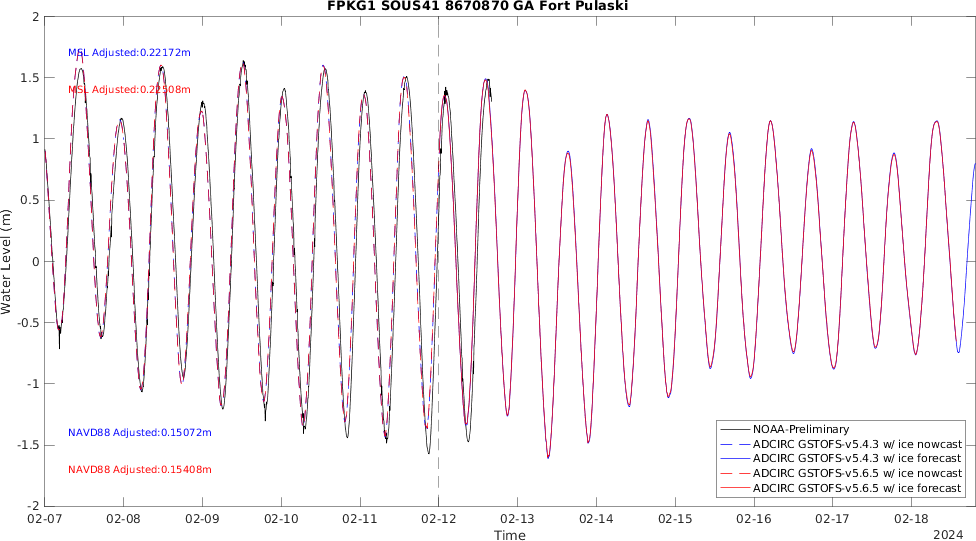 FPKG1 SOUS41 8670870 GA Fort Pulaski
2
1.5
1
0.5
0
-0.5
-1
-1.5
-2
Water Level (m)
MSL Adjusted:0.22172m
MSL Adjusted:0.22508m
NAVD88 Adjusted:0.15072m
NAVD88 Adjusted:0.15408m
NOAA-Preliminary
ADCIRC GSTOFS-v5.4.3 w/ ice nowcast
ADCIRC GSTOFS-v5.4.3 w/ ice forecast
ADCIRC GSTOFS-v5.6.5 w/ ice nowcast
ADCIRC GSTOFS-v5.6.5 w/ ice forecast
02-07 02-08 02-09 02-10 02-11 02-12 02-13 02-14 02-15 02-16 02-17 02-18
Time
2024